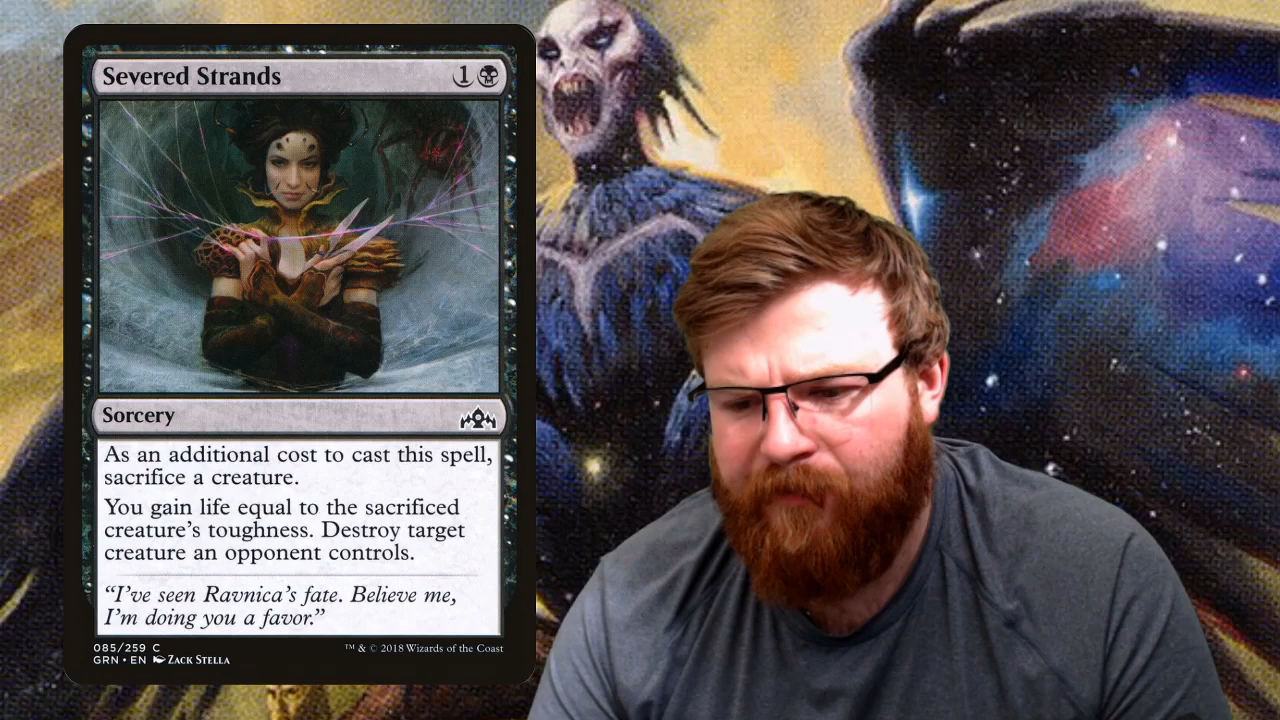 Severed Strands 1
Sorcery
As an additional cost to cast this spell,
sacrifice a creature.
You gain life equal to the sacrificed
creature's toughness. Destroy target
creature an opponent controls.
"I've seen Ravnica's fate. Believe me,
I'm doing you a favor."
085/259 C
GRN • EN ZACK STELLA
™ & © 2018 Wizards of the Coast